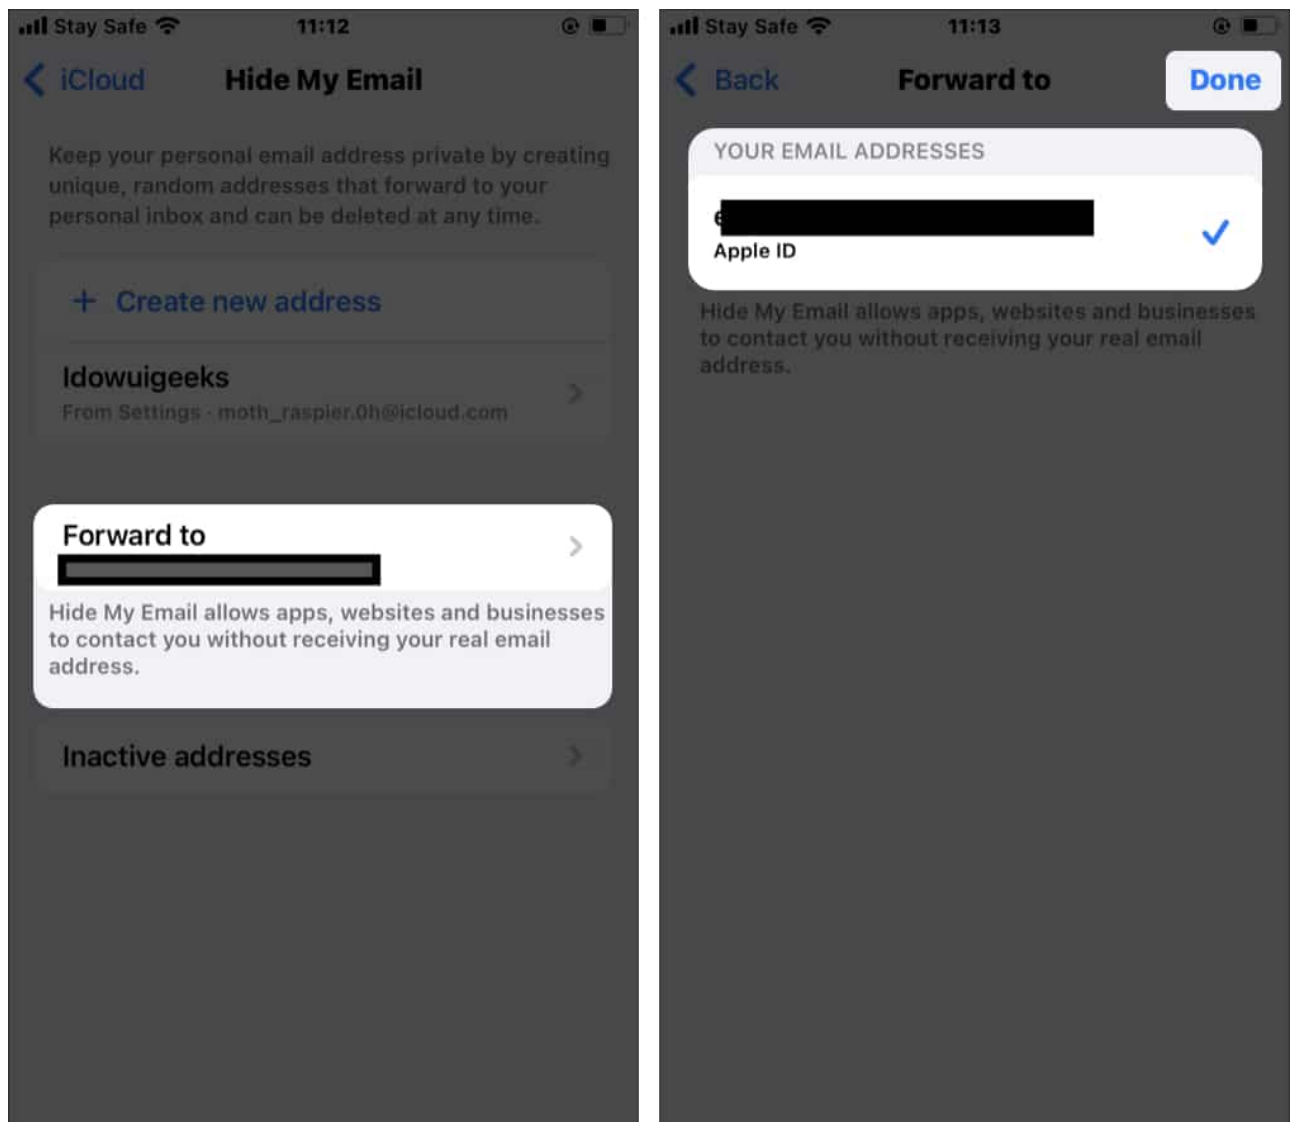 Stay Safe
11:12
iCloud
Hide My Email
Keep your personal email address private by creating
unique, random addresses that forward to your
personal inbox and can be deleted at any time.
+ Create new address
Idowuigeeks
From Settings · moth_raspier.0h@icloud.com
Forward to
Hide My Email allows apps, websites and businesses
to contact you without receiving your real email
address.
Inactive addresses
Stay Safe
11:13
Back
Forward to
Done
YOUR EMAIL ADDRESSES
Apple ID
Hide My Email allows apps, websites and businesses
to contact you without receiving your real email
address.